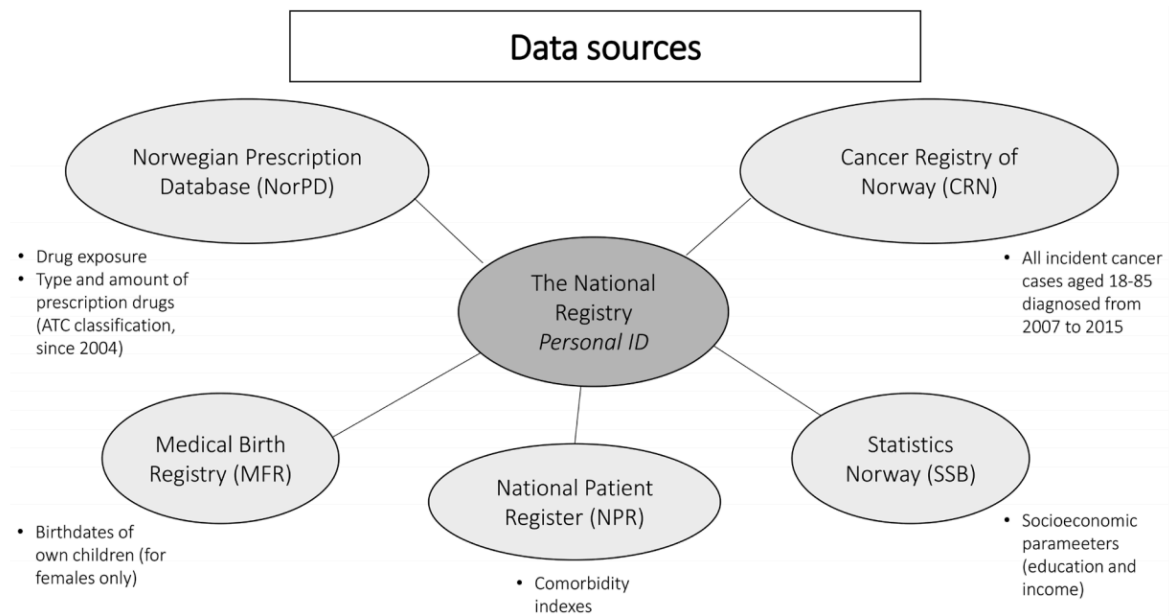 Data sources
Norwegian Prescription
Database (NorPD)
Cancer Registry of
Norway (CRN)
• Drug exposure
• Type and amount of
prescription drugs
(ATC classification,
since 2004)
The National
Registry
Personal ID
• All incident cancer
cases aged 18-85
diagnosed from
2007 to 2015
Medical Birth
Registry (MFR)
National Patient
Register (NPR)
Statistics
Norway (SSB)
• Birthdates of
own children (for
females only)
• Comorbidity
indexes
• Socioeconomic
parameeters
(education and
income)